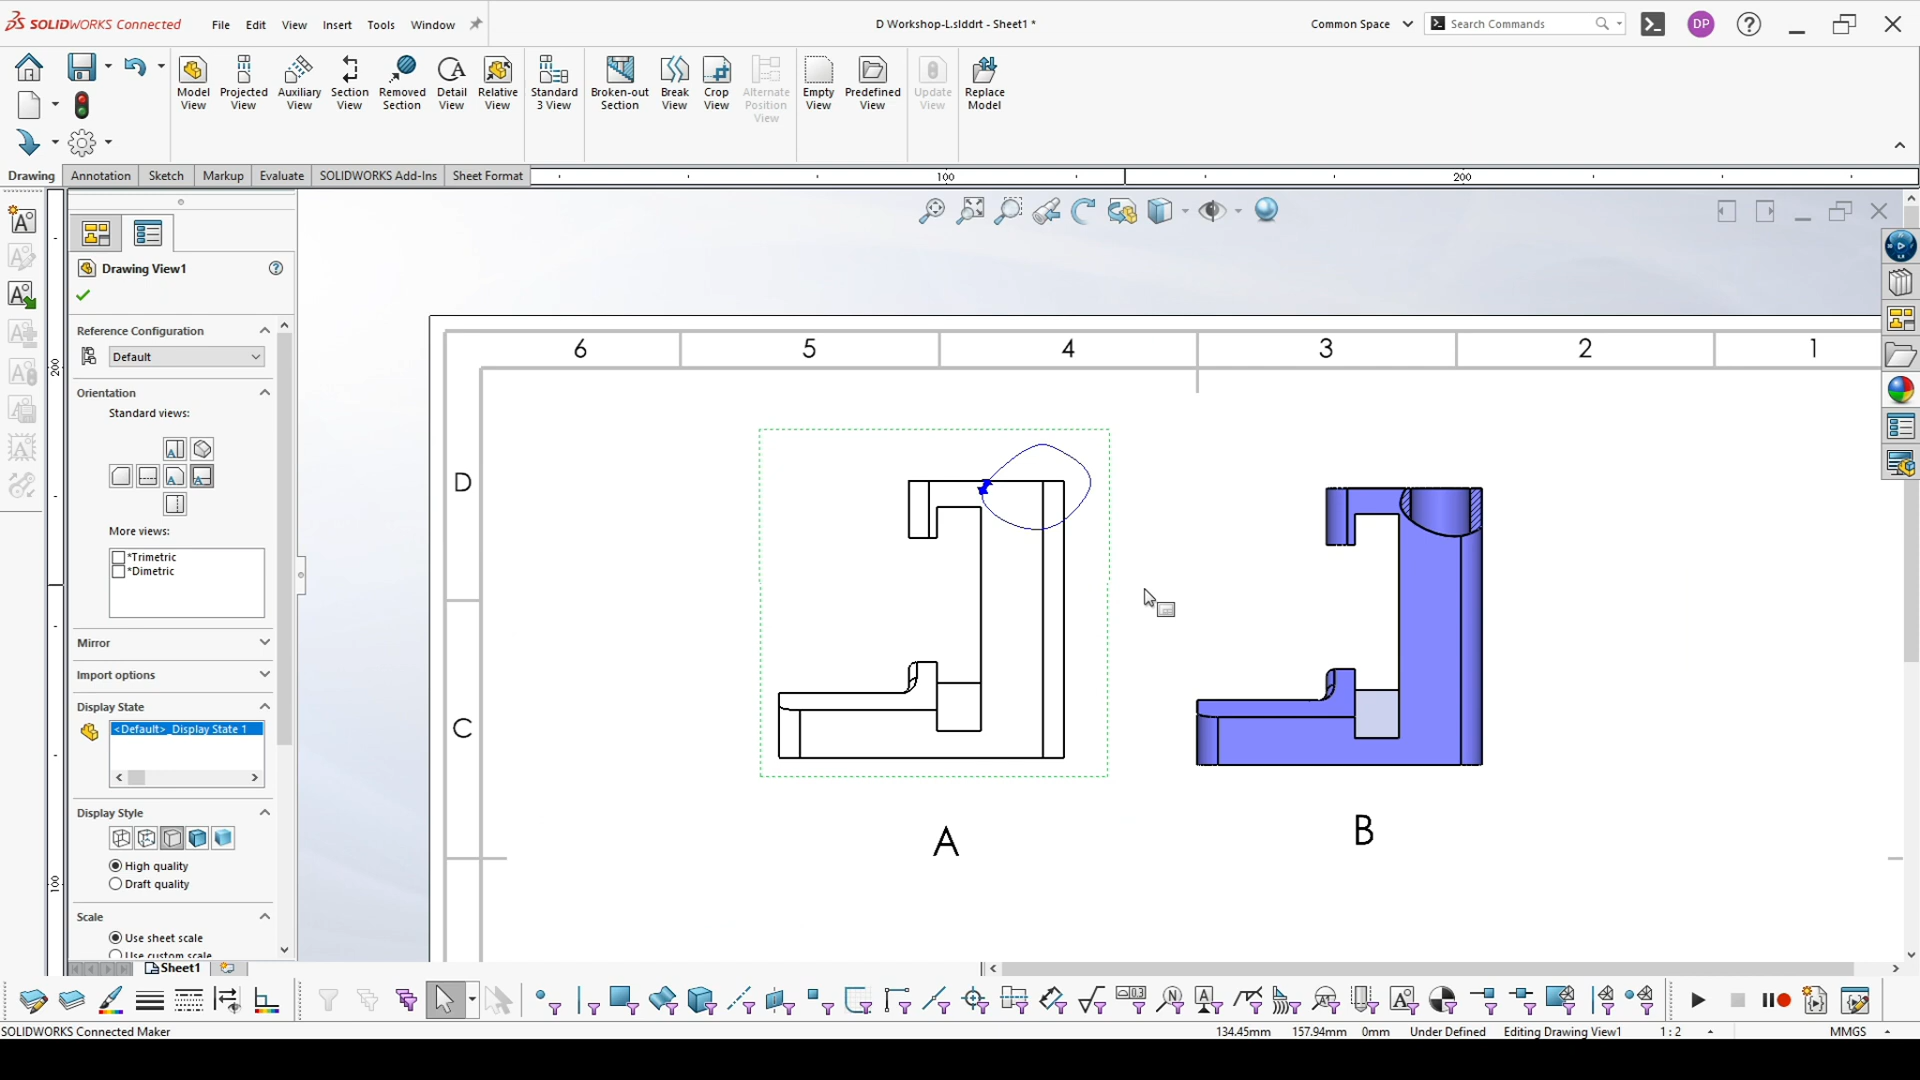 SOLIDWORKS Connected
File Edit View Insert Tools Window
D Workshop-L.slddrt - Sheet1 *
Common Space
Search Commands
DP
Model View
Projected View
Auxiliary View
Section View
Removed Section
Detail View
Relative View
Standard 3 View
Broken-out Section
Break View
Crop View
Alternate Position View
Empty View
Predefined View
Update View
Replace Model
Drawing Annotation Sketch Markup Evaluate SOLIDWORKS Add-Ins Sheet Format
100 200
Drawing View1
Reference Configuration
Default
Orientation
Standard views:
More views:
*Trimetric
*Dimetric
Mirror
Import options
Display State
<Default>_Display State 1
Display Style
High quality
Draft quality
Scale
Use sheet scale
Use custom scale
200
100
6 5 4 3 2 1
D
C
A
B
Sheet1
SOLIDWORKS Connected Maker
134.45mm 157.94mm 0mm Under Defined Editing Drawing View1 1:2 MMGS